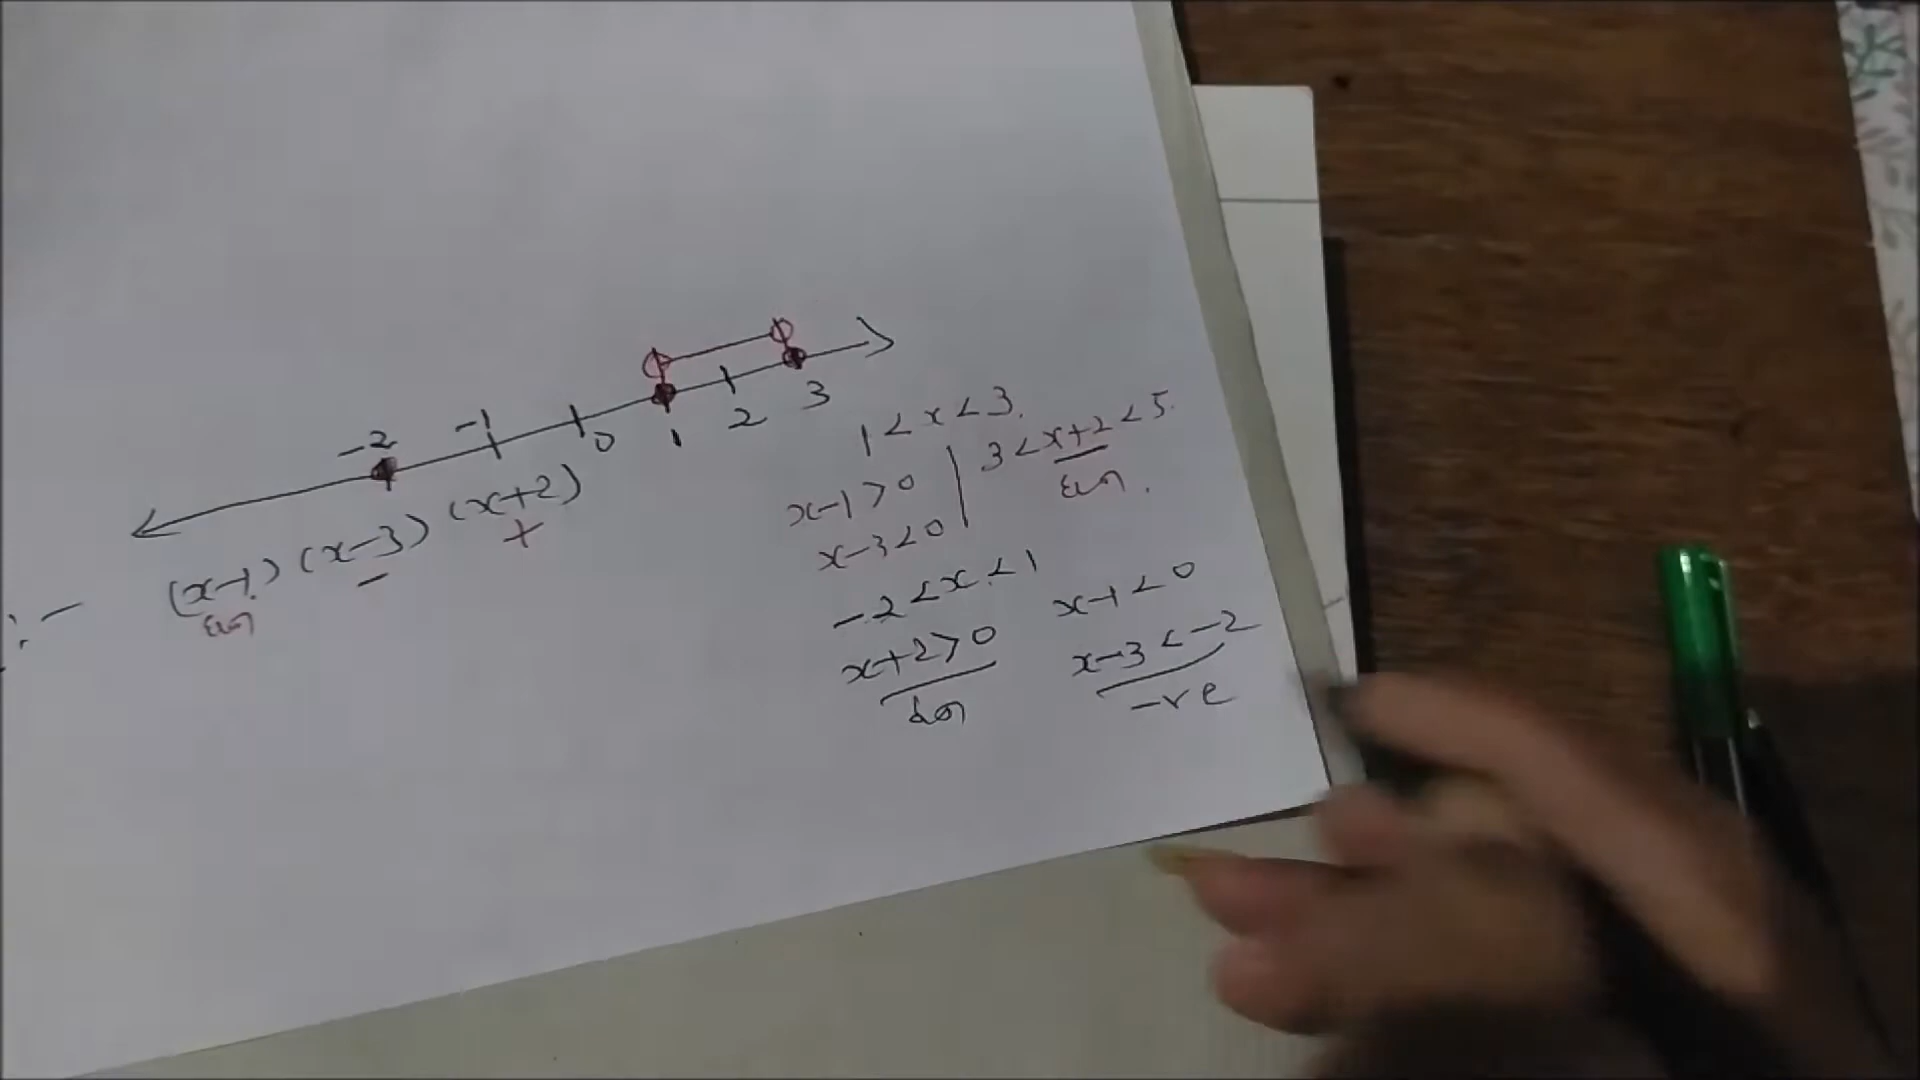 -2 -1 0 1 2 3
(x-1) (x-3) (x+2)
- +
1 < x < 3.
x-1 > 0 | 3 < x+2 < 5.
x-3 < 0
-2 < x < 1
x-1 < 0
x+2 > 0
x-3 < -2
-ve